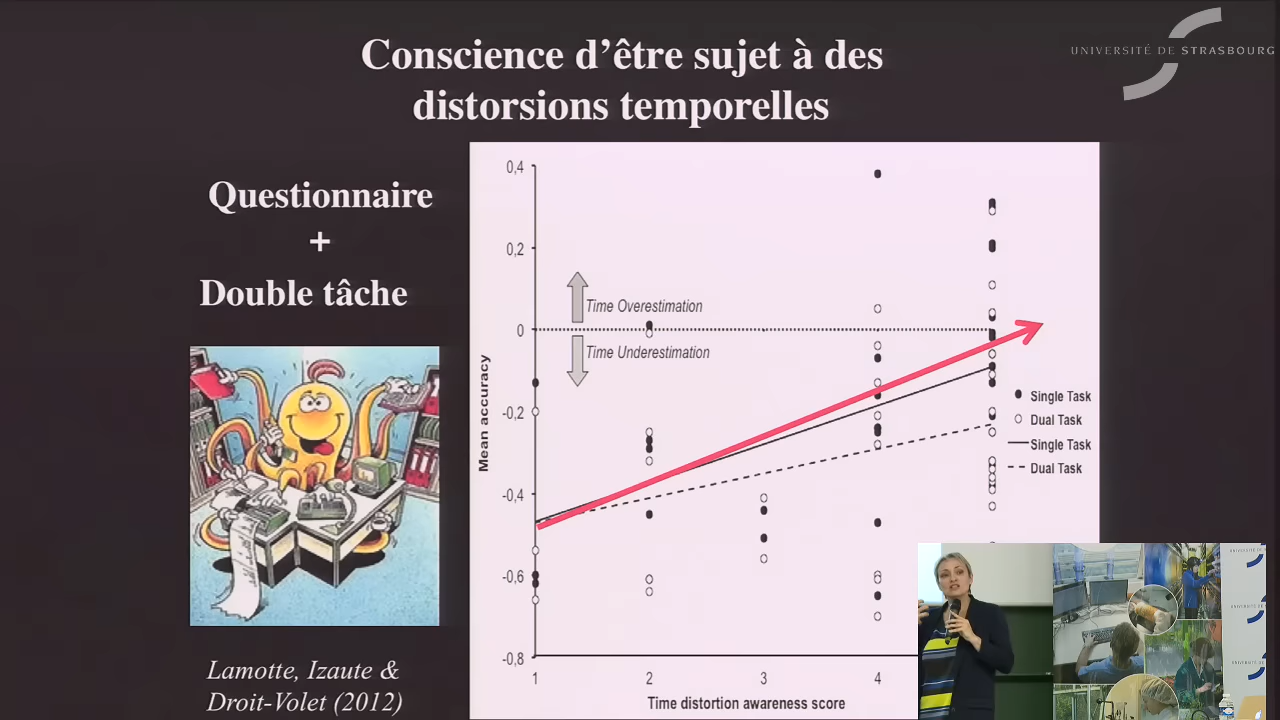 Conscience d’être sujet à des
distorsions temporelles
UNIVERSITÉ DE STRASBOURG
Questionnaire
+
Double tâche
Lamotte, Izaute &
Droit-Volet (2012)
0,4
0,2
0
-0,2
-0,4
-0,6
-0,8
Mean accuracy
Time Overestimation
Time Underestimation
Single Task
Dual Task
Single Task
Dual Task
1
2
3
4
Time distortion awareness score